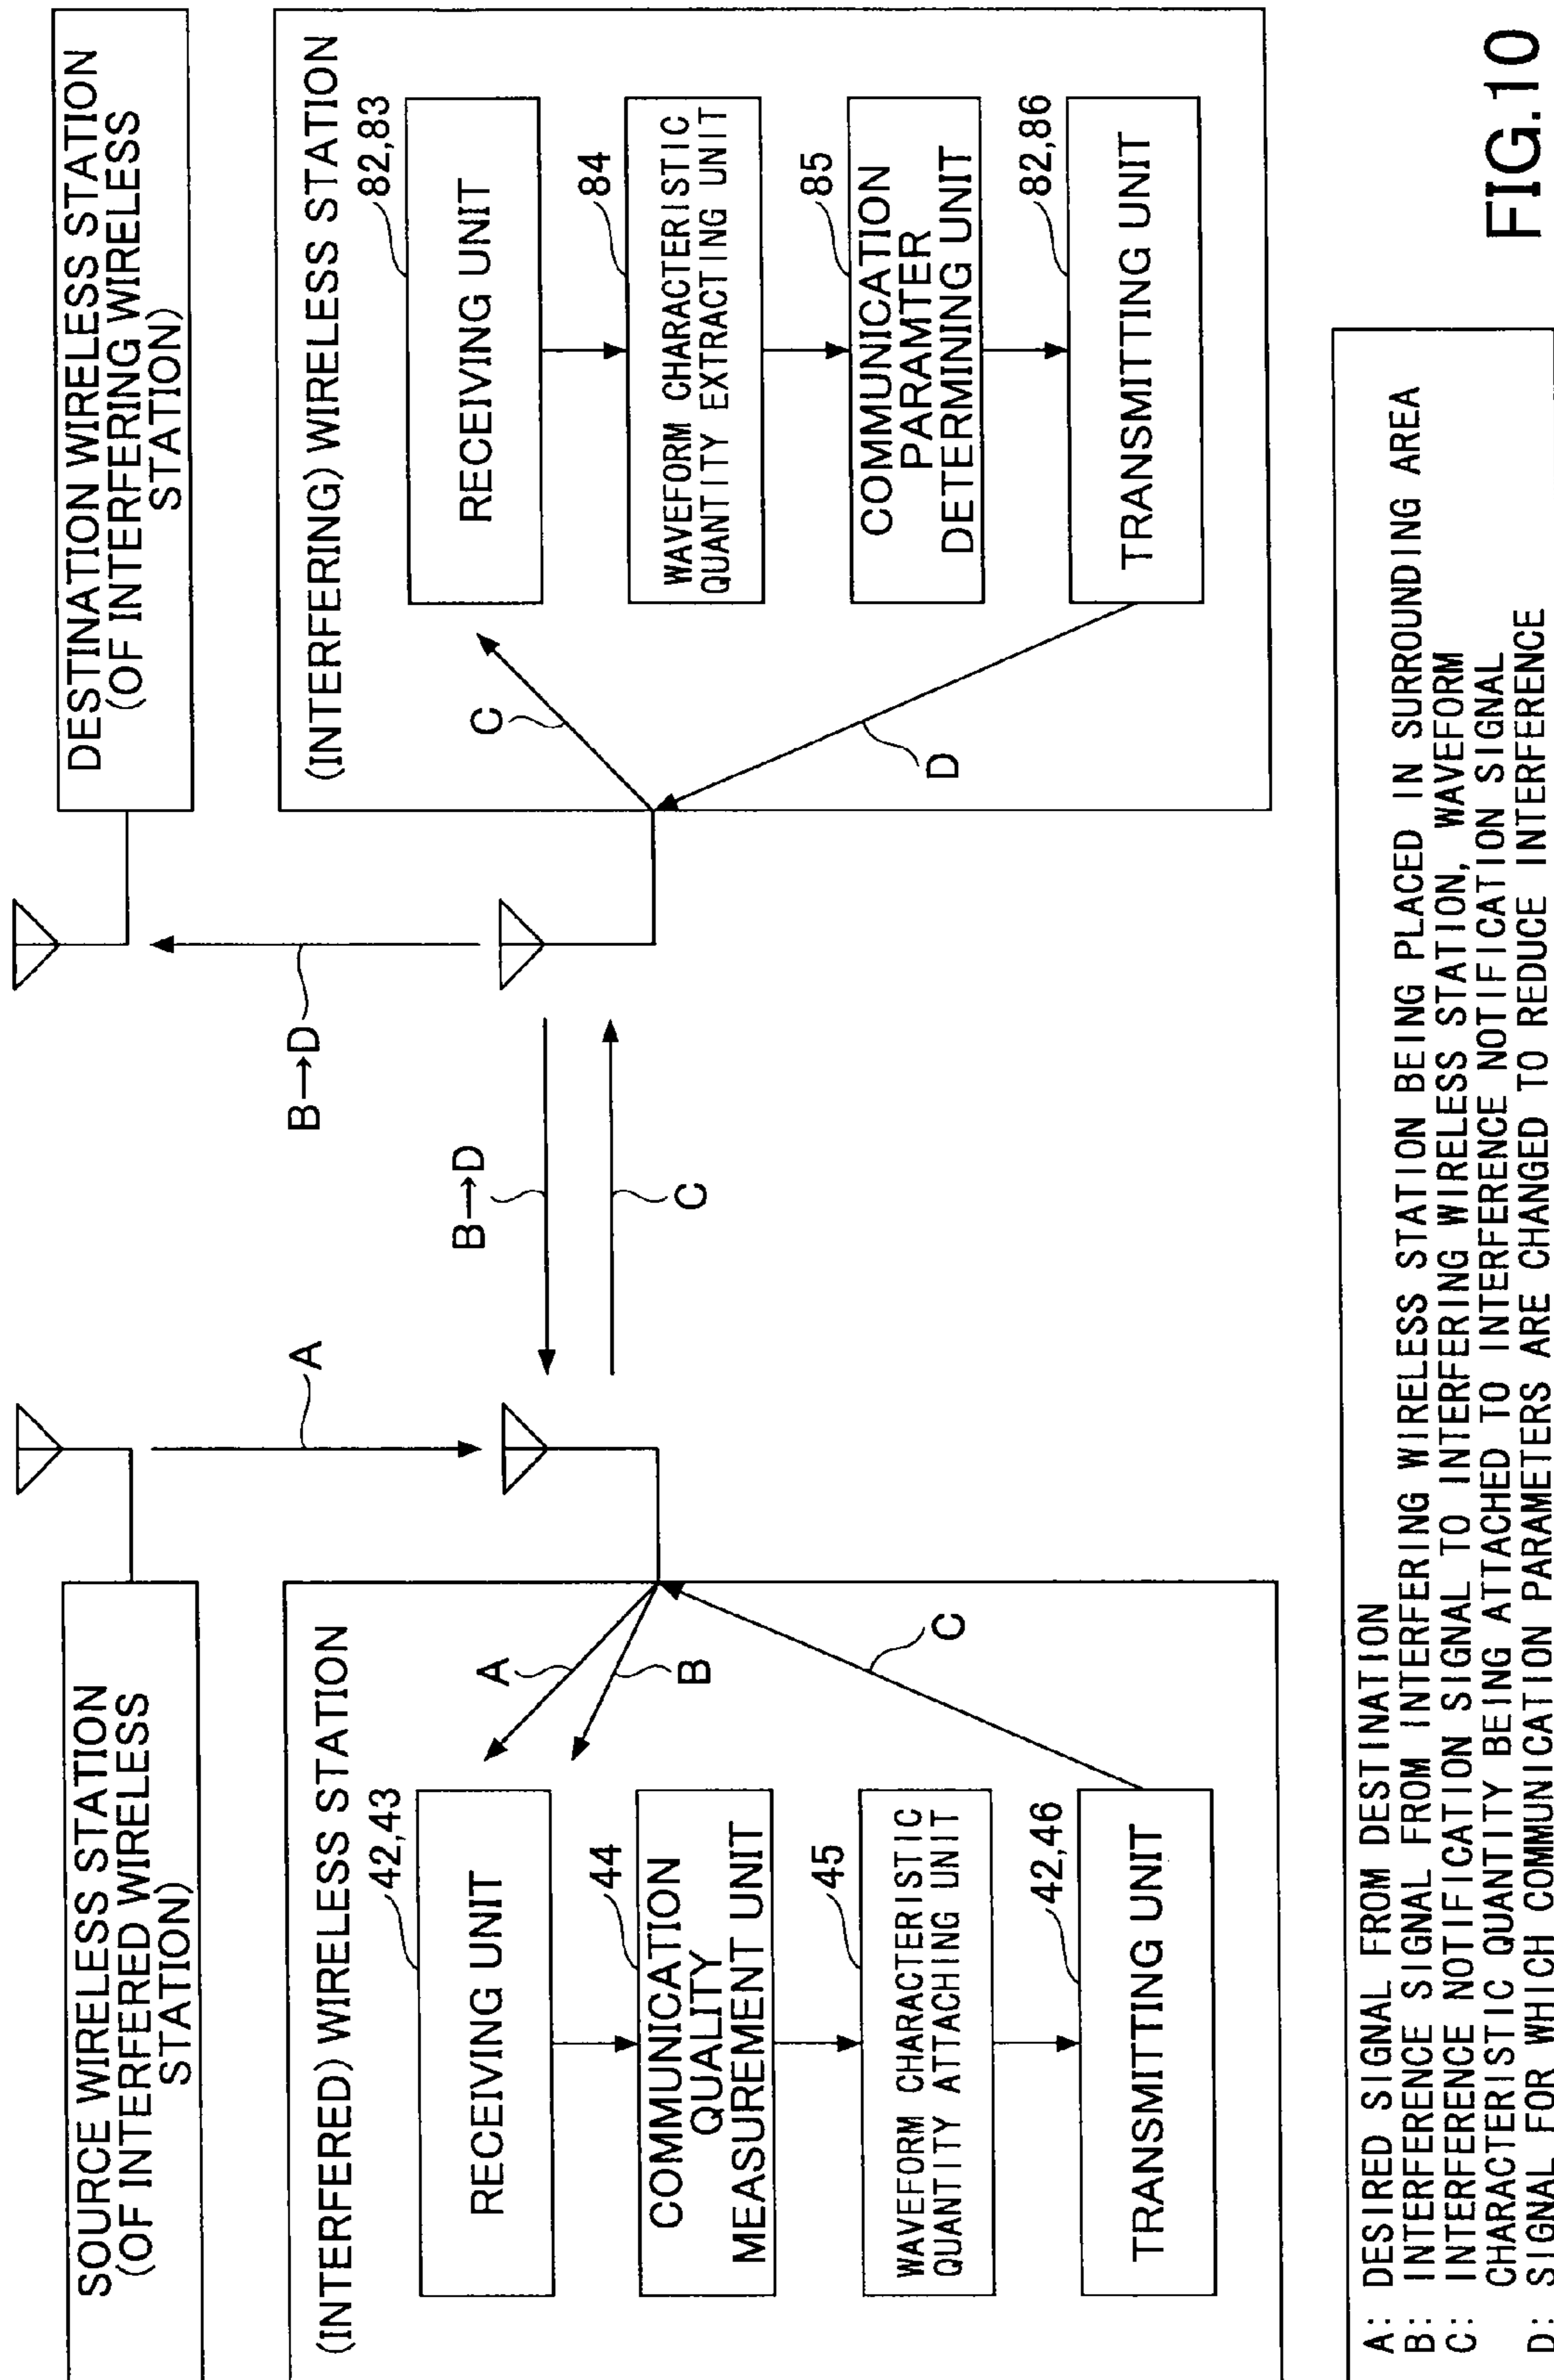 SOURCE WIRELESS STATION
(OF INTERFERED WIRELESS
STATION)
DESTINATION WIRELESS STATION
(OF INTERFERING WIRELESS
STATION)
A
B→D
(INTERFERED) WIRELESS STATION
42,43
RECEIVING UNIT
44
COMMUNICATION
QUALITY
MEASUREMENT UNIT
45
WAVEFORM CHARACTERISTIC
QUANTITY ATTACHING UNIT
42,46
TRANSMITTING UNIT
A
B
C
B→D
C
(INTERFERING) WIRELESS STATION
C
D
82,83
RECEIVING UNIT
84
WAVEFORM CHARACTERISTIC
QUANTITY EXTRACTING UNIT
85
COMMUNICATION
PARAMTER
DETERMINING UNIT
82,86
TRANSMITTING UNIT
A: DESIRED SIGNAL FROM DESTINATION
B: INTERFERENCE SIGNAL FROM INTERFERING WIRELESS STATION BEING PLACED IN SURROUNDING AREA
C: INTERFERENCE NOTIFICATION SIGNAL TO INTERFERING WIRELESS STATION, WAVEFORM
CHARACTERISTIC QUANTITY BEING ATTACHED TO INTERFERENCE NOTIFICATION SIGNAL
D: SIGNAL FOR WHICH COMMUNICATION PARAMETERS ARE CHANGED TO REDUCE INTERFERENCE
FIG.10